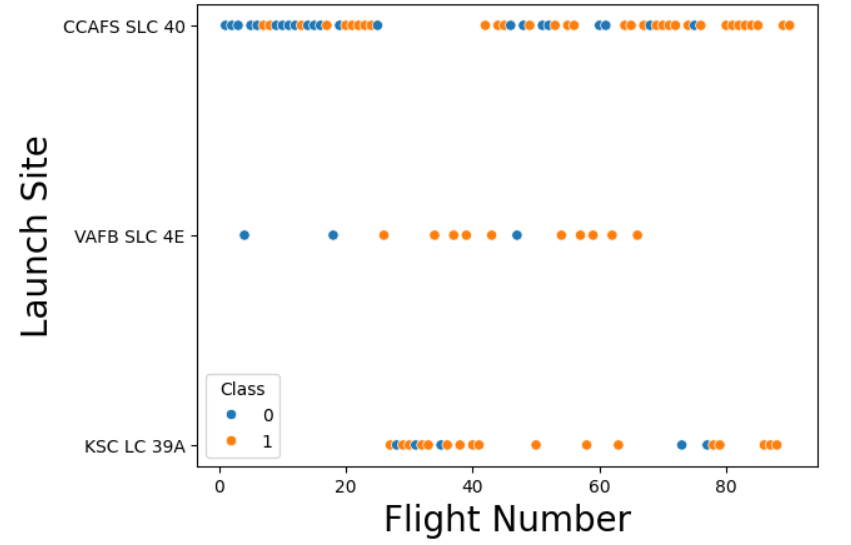 CCAFS SLC 40
VAFB SLC 4E
KSC LC 39A
Launch Site
Class
0
1
0 20 40 60 80
Flight Number